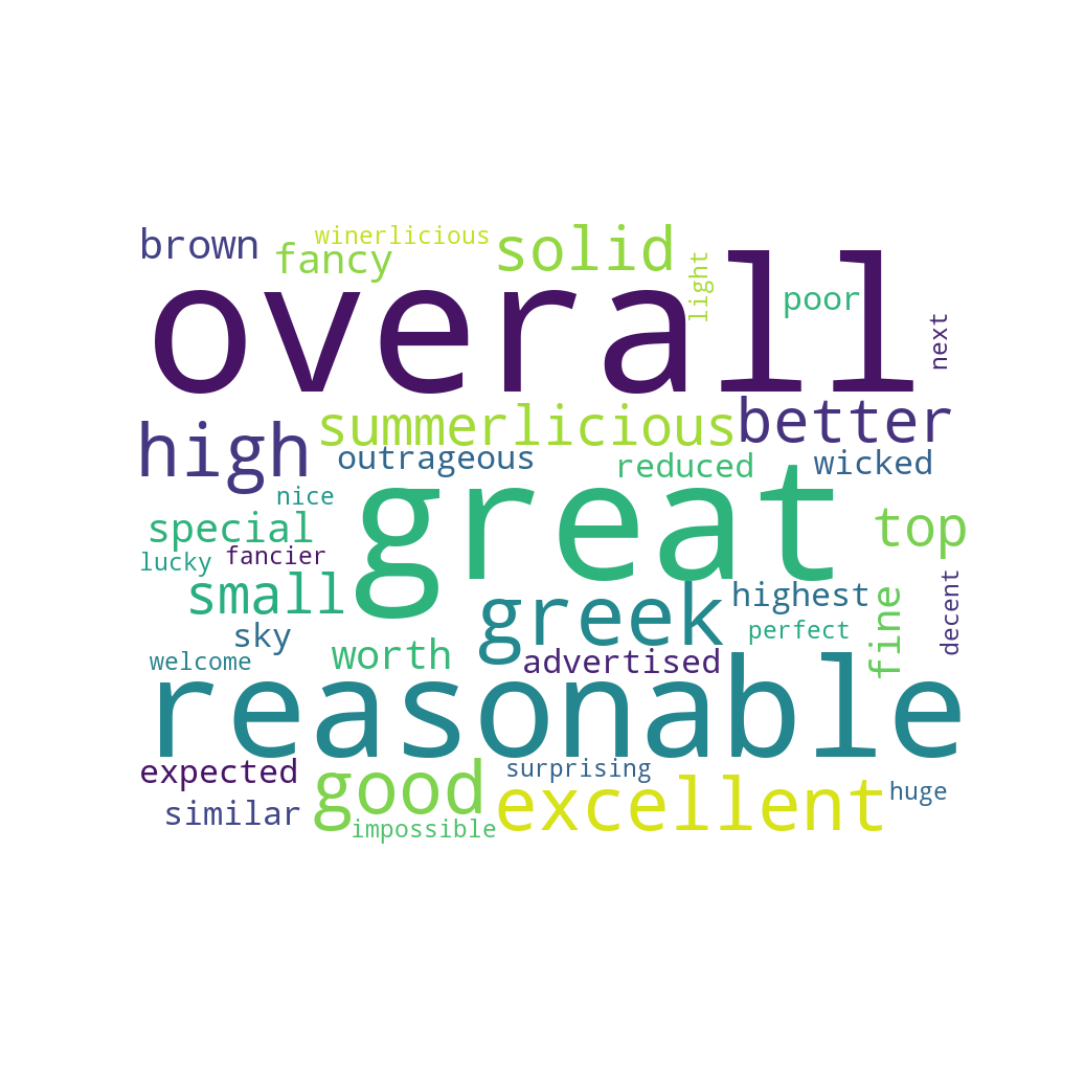 winerlicious
brown
fancy
solid
light
poor
overall
next
high
summerlicious
better
outrageous
reduced
wicked
nice
great
special
top
lucky
fancier
small
greek
highest
fine
decent
sky
perfect
welcome
worth
advertised
reasonable
expected
good
surprising
excellent
huge
similar
impossible